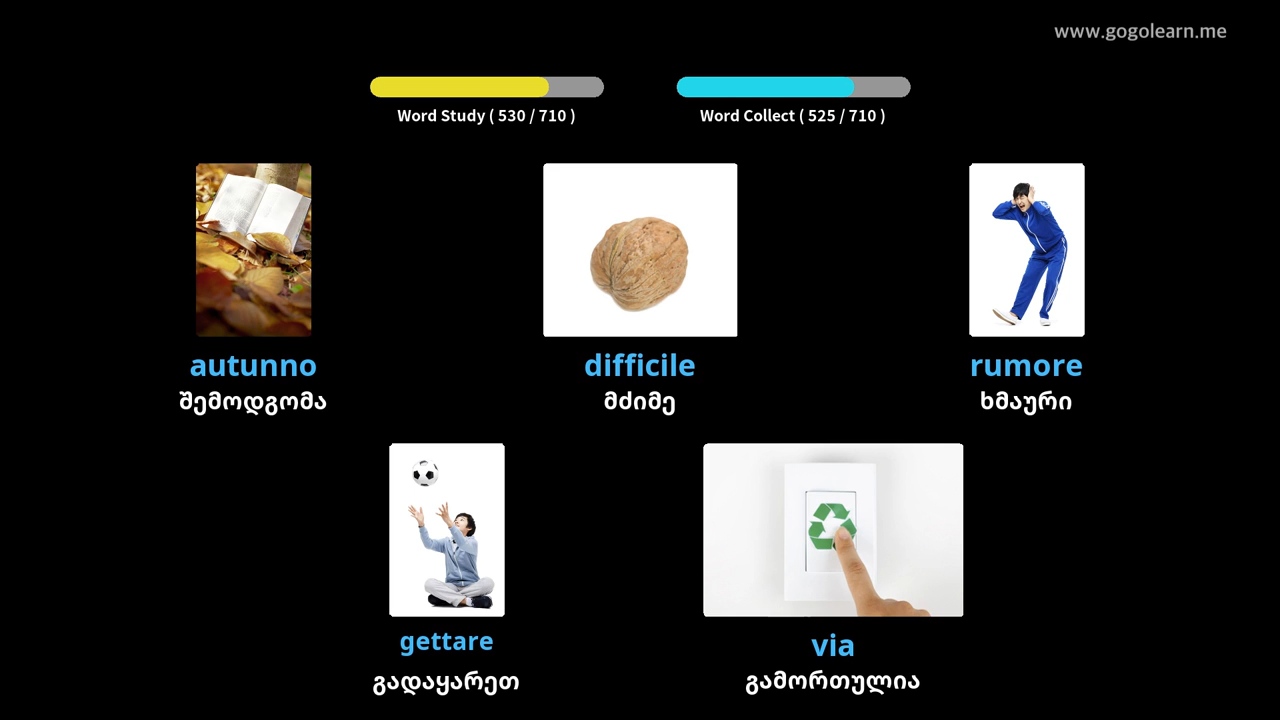 www.gogolearn.me
Word Study ( 530 / 710 )
Word Collect ( 525 / 710 )
autunno
შემოდგომა
difficile
მძიმე
rumore
ხმაური
gettare
გადაყარეთ
via
გამორთულია